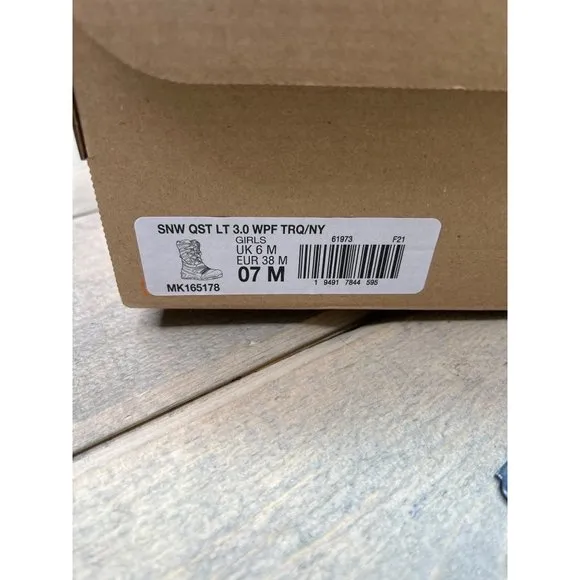 SNW QST LT 3.0 WPF TRQ/NY
GIRLS 61973 F21
UK 6 M
EUR 38 M
07 M
MK165178 1 9491 7844 595